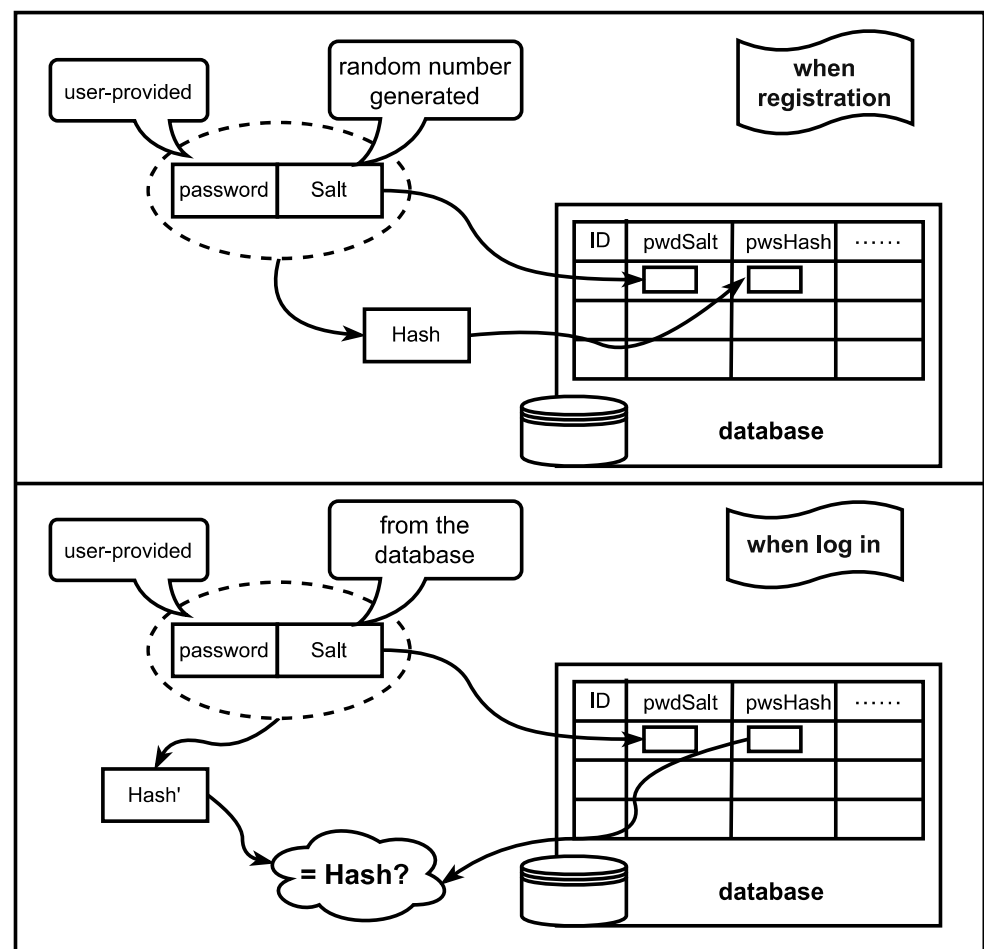 user-provided
random number
generated
when
registration
password
Salt
ID
pwdSalt
pwsHash
......
Hash
database
user-provided
from the
database
when log in
password
Salt
ID
pwdSalt
pwsHash
......
Hash'
= Hash?
database